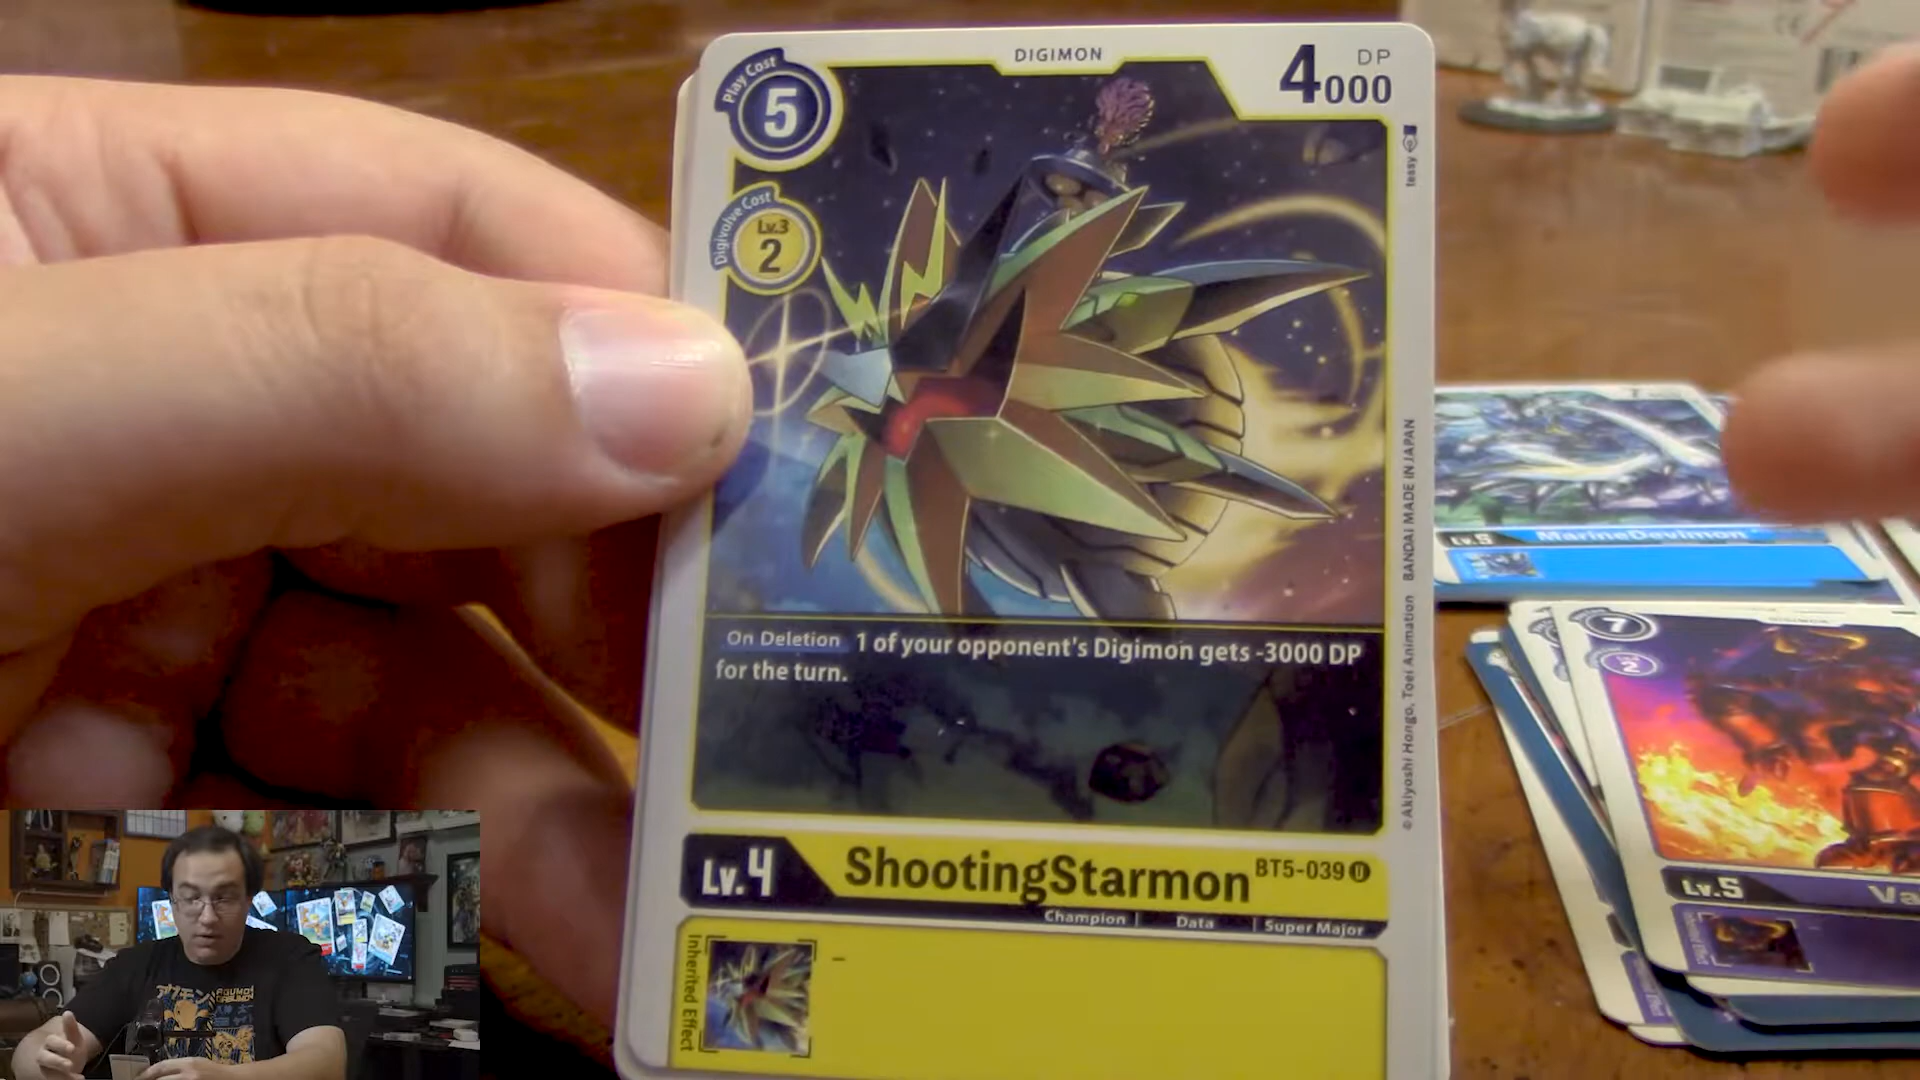 DIGIMON
Play Cost
5
4000
DP
Digivolve Cost
Lv.3
2
tessy
©Akiyoshi Hongo, Toei Animation BANDAI MADE IN JAPAN
On Deletion 1 of your opponent's Digimon gets -3000 DP
for the turn.
Lv.4
ShootingStarmon
BT5-039 U
Champion | Data | Super Major
Inherited Effect
-
Lv.5
MarineDevimon
7
2
Lv.5
Va